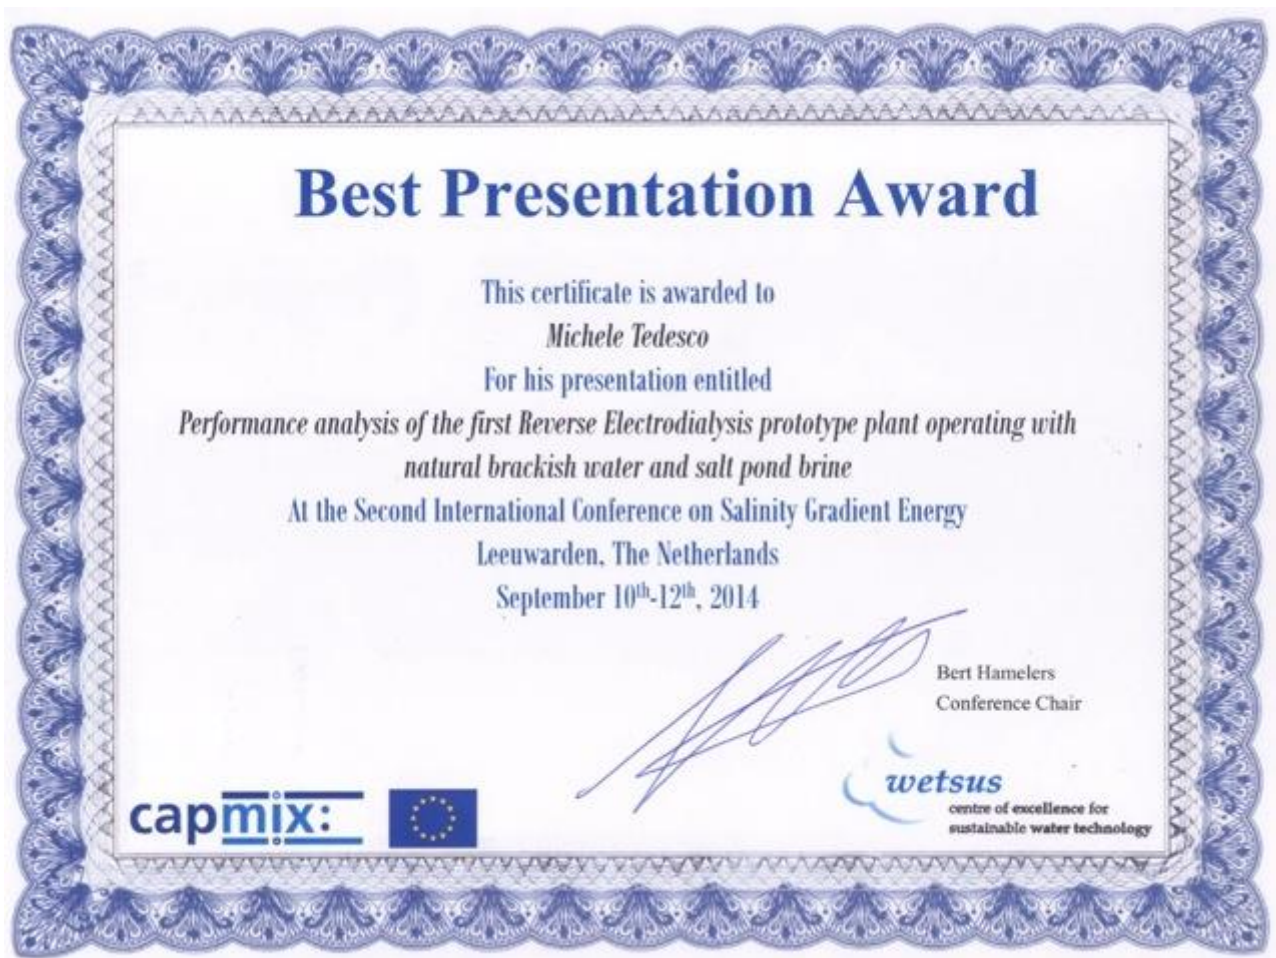 Best Presentation Award
This certificate is awarded to
Michele Tedesco
For his presentation entitled
Performance analysis of the first Reverse Electrodialysis prototype plant operating with
natural brackish water and salt pond brine
At the Second International Conference on Salinity Gradient Energy
Leeuwarden, The Netherlands
September 10th-12th, 2014
Bert Hamelers
Conference Chair
capmix:
wetsus
centre of excellence for
sustainable water technology